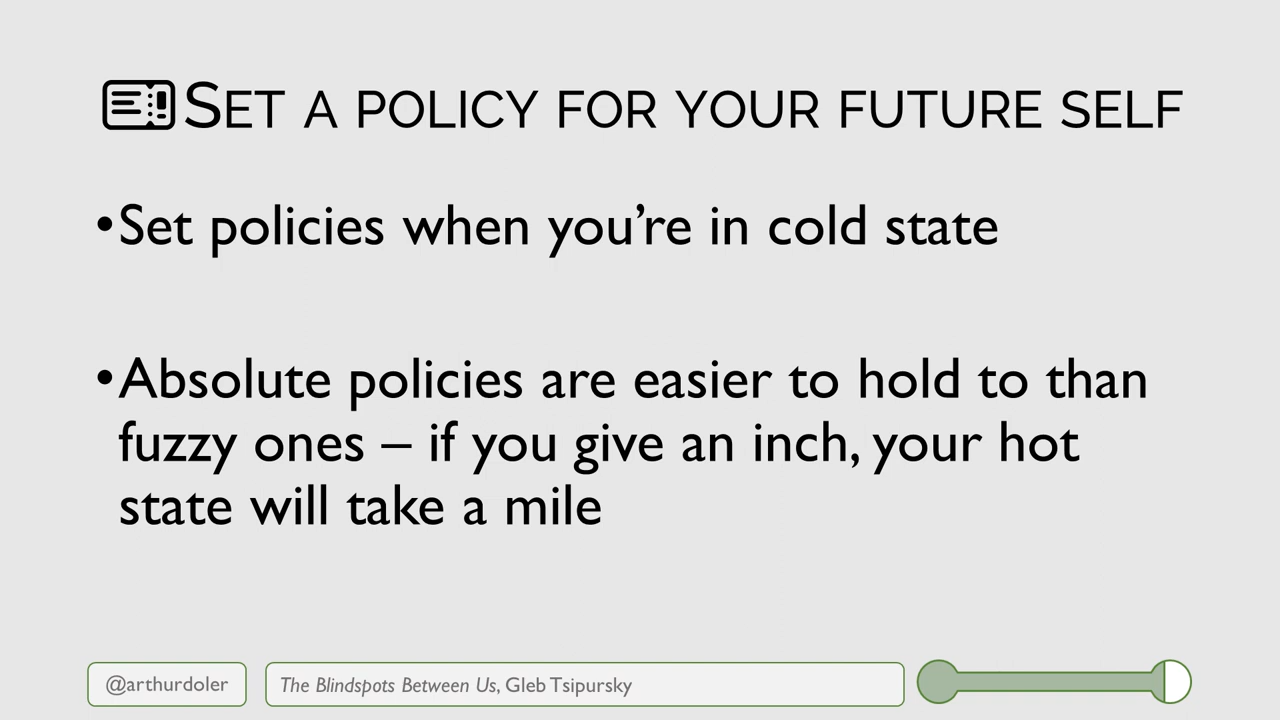 Set a policy for your future self
•Set policies when you’re in cold state
•Absolute policies are easier to hold to than
fuzzy ones – if you give an inch, your hot
state will take a mile
@arthurdoler
The Blindspots Between Us, Gleb Tsipursky